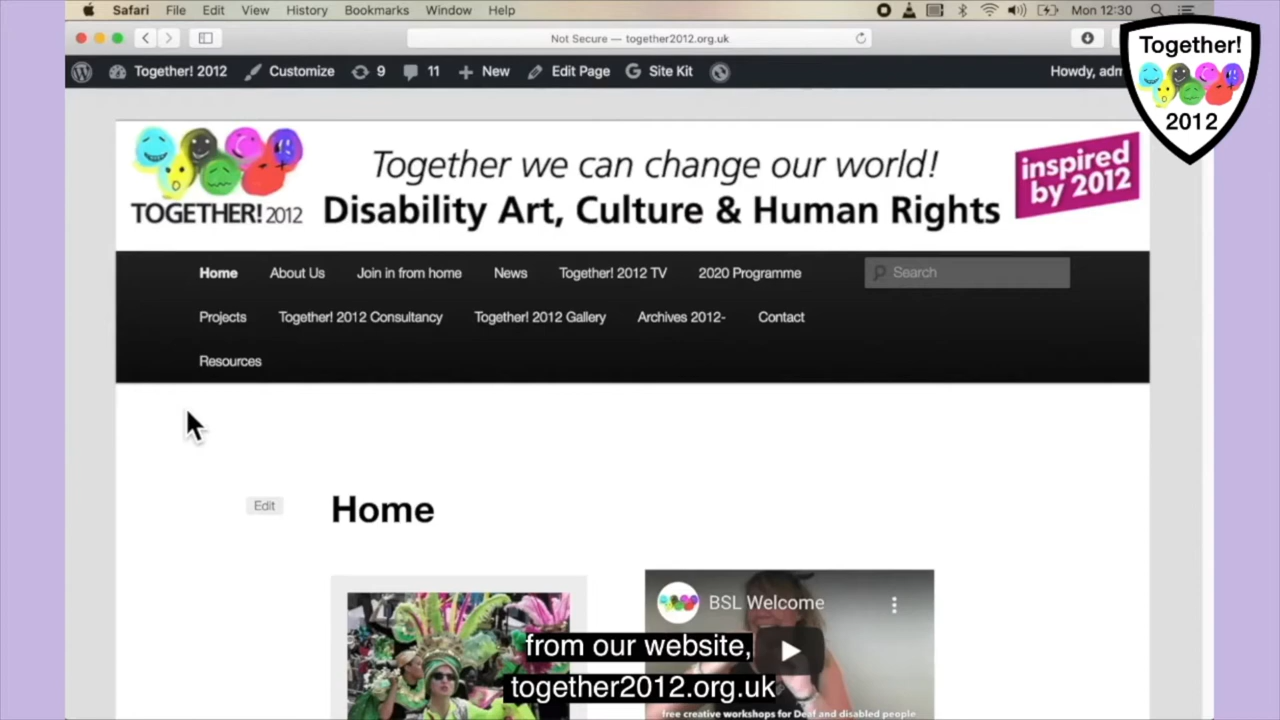 Safari File Edit View History Bookmarks Window Help Mon 12:30
Not Secure — together2012.org.uk
Together! 2012 Customize 9 11 New Edit Page Site Kit Howdy, adm
Together!
2012
TOGETHER! 2012
Together we can change our world!
Disability Art, Culture & Human Rights
inspired
by 2012
Home About Us Join in from home News Together! 2012 TV 2020 Programme Search
Projects Together! 2012 Consultancy Together! 2012 Gallery Archives 2012- Contact
Resources
Edit Home
BSL Welcome
from our website,
together2012.org.uk
free creative workshops for Deaf and disabled people